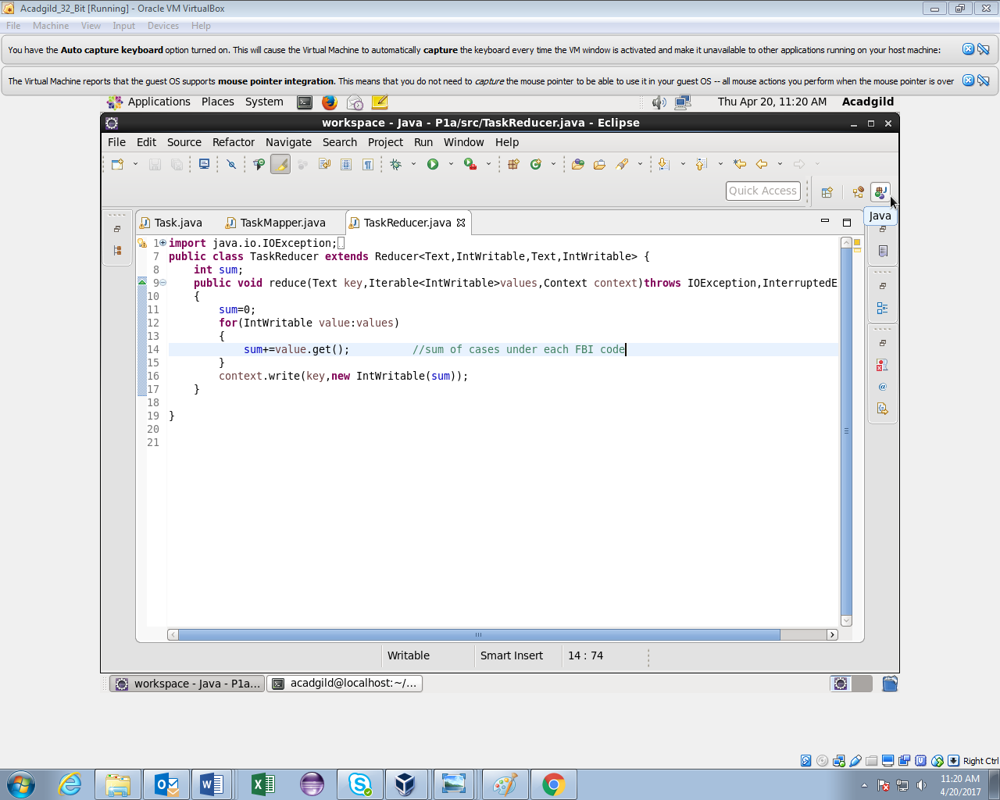 Acadgild_32_Bit [Running] - Oracle VM VirtualBox
File Machine View Input Devices Help
You have the Auto capture keyboard option turned on. This will cause the Virtual Machine to automatically capture the keyboard every time the VM window is activated and make it unavailable to other applications running on your host machine:
The Virtual Machine reports that the guest OS supports mouse pointer integration. This means that you do not need to capture the mouse pointer to be able to use it in your guest OS -- all mouse actions you perform when the mouse pointer is over
Applications Places System Thu Apr 20, 11:20 AM Acadgild
workspace - Java - P1a/src/TaskReducer.java - Eclipse
File Edit Source Refactor Navigate Search Project Run Window Help
Quick Access
Java
Task.java TaskMapper.java TaskReducer.java
1 import java.io.IOException;
7 public class TaskReducer extends Reducer<Text,IntWritable,Text,IntWritable> {
8 int sum;
9 public void reduce(Text key,Iterable<IntWritable>values,Context context)throws IOException,InterruptedE
10 {
11 sum=0;
12 for(IntWritable value:values)
13 {
14 sum+=value.get(); //sum of cases under each FBI code
15 }
16 context.write(key,new IntWritable(sum));
17 }
18
19 }
20
21
Writable Smart Insert 14 : 74
workspace - Java - P1a... acadgild@localhost:~/...
Right Ctrl
11:20 AM
4/20/2017